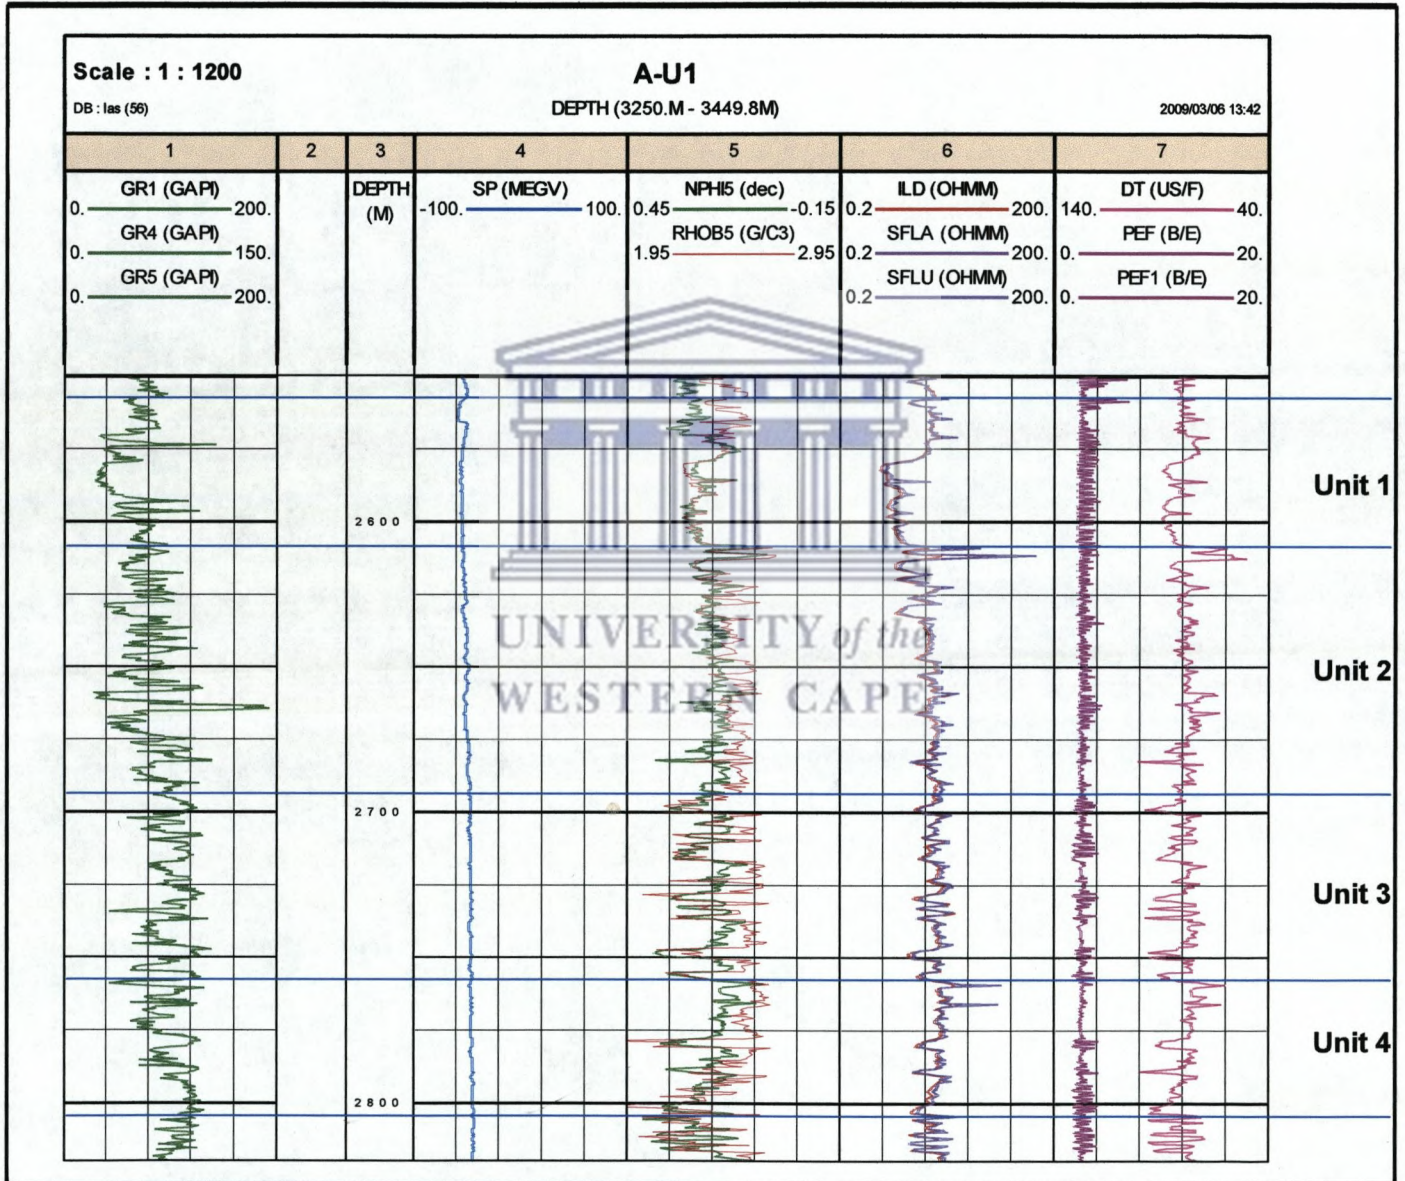 Scale : 1 : 1200
A-U1
DB : las (56)
DEPTH (3250.M - 3449.8M)
2009/03/06 13:42
1 2 3 4 5 6 7
GR1 (GAPI)
0. 200.
GR4 (GAPI)
0. 150.
GR5 (GAPI)
0. 200.
DEPTH
(M)
SP (MEGV)
-100. 100.
NPHI5 (dec)
0.45 -0.15
RHOB5 (G/C3)
1.95 2.95
ILD (OHMM)
0.2 200.
SFLA (OHMM)
0.2 200.
SFLU (OHMM)
0.2 200.
DT (US/F)
140. 40.
PEF (B/E)
0. 20.
PEF1 (B/E)
0. 20.
Unit 1
2600
UNIVERSITY of the
Unit 2
WESTERN CAPE
2700
Unit 3
Unit 4
2800